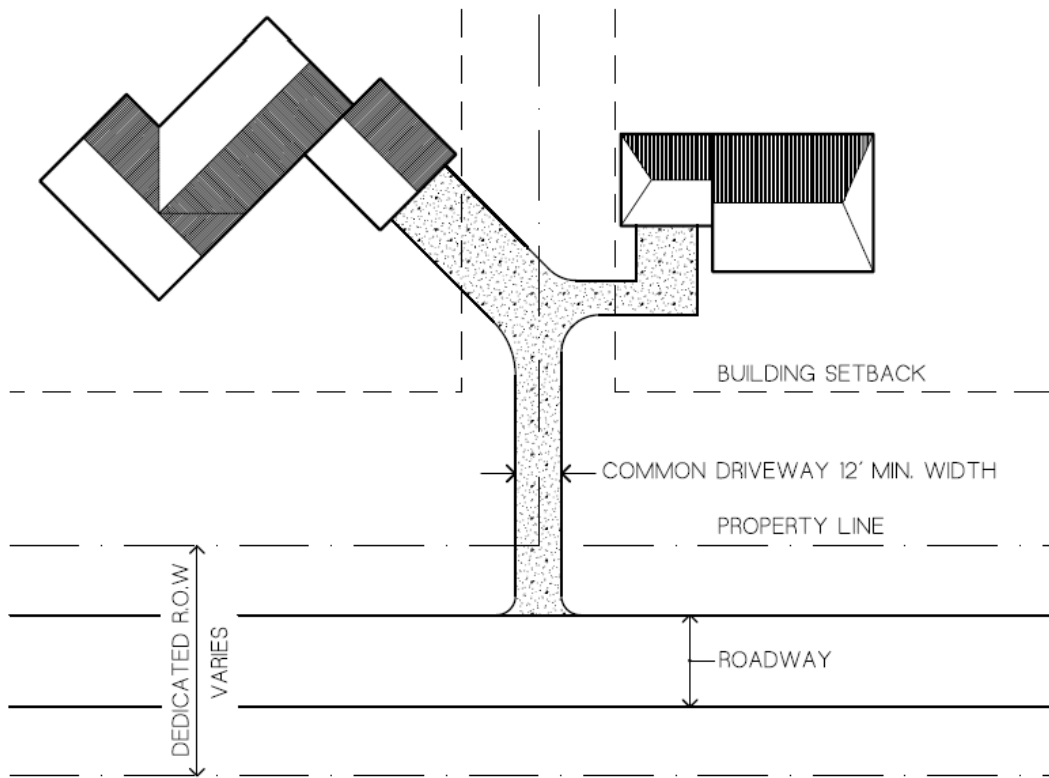 BUILDING SETBACK
COMMON DRIVEWAY 12' MIN. WIDTH
PROPERTY LINE
DEDICATED R.O.W
VARIES
ROADWAY